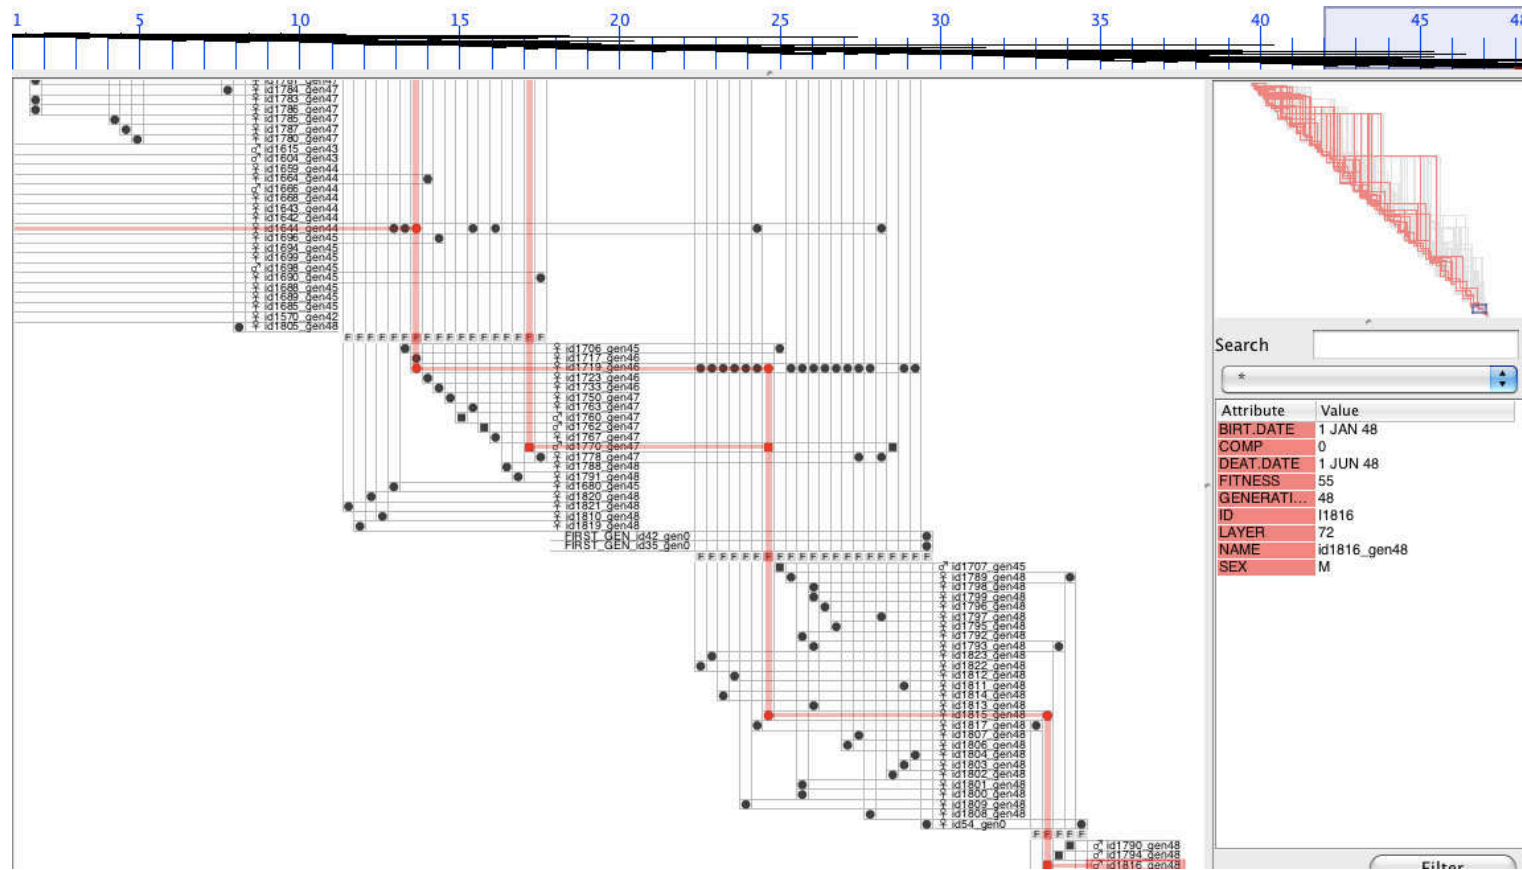 1 5 10 15 20 25 30 35 40 45 48
id1781_gen47
♀ id1784_gen47
♀ id1783_gen47
♀ id1786_gen47
♀ id1785_gen47
♀ id1787_gen47
♀ id1780_gen47
♂ id1615_gen43
♂ id1604_gen43
♀ id1659_gen44
♀ id1664_gen44
♂ id1666_gen44
♀ id1668_gen44
♀ id1643_gen44
♀ id1642_gen44
♀ id1644_gen44
♀ id1696_gen45
♀ id1694_gen45
♀ id1699_gen45
♂ id1698_gen45
♀ id1690_gen45
♀ id1688_gen45
♀ id1689_gen45
♀ id1685_gen45
♀ id1570_gen42
♀ id1805_gen48
F F F F F F F F F F F F F F F F F F
♀ id1706_gen45
♀ id1717_gen46
♀ id1719_gen46
♀ id1723_gen46
♀ id1733_gen46
♀ id1750_gen47
♀ id1763_gen47
♂ id1760_gen47
♂ id1762_gen47
♀ id1767_gen47
♂ id1770_gen47
♀ id1778_gen47
♀ id1788_gen48
♀ id1791_gen48
♀ id1680_gen45
♀ id1820_gen48
♀ id1821_gen48
♀ id1810_gen48
♀ id1819_gen48
FIRST_GEN_id42_gen0
FIRST_GEN_id35_gen0
F F F F F F F F F F F F F F F F F F F F F
♂ id1707_gen45
♀ id1789_gen48
♀ id1798_gen48
♀ id1799_gen48
♀ id1796_gen48
♀ id1797_gen48
♀ id1795_gen48
♀ id1792_gen48
♀ id1793_gen48
♀ id1823_gen48
♀ id1822_gen48
♀ id1812_gen48
♀ id1811_gen48
♀ id1814_gen48
♀ id1813_gen48
♀ id1815_gen48
♀ id1817_gen48
♀ id1807_gen48
♀ id1806_gen48
♀ id1804_gen48
♀ id1803_gen48
♀ id1802_gen48
♀ id1801_gen48
♀ id1800_gen48
♀ id1809_gen48
♀ id1808_gen48
♀ id54_gen0
F F F F F
♂ id1790_gen48
♂ id1794_gen48
♂ id1816_gen48
Search
*
Attribute Value
BIRT.DATE 1 JAN 48
COMP 0
DEAT.DATE 1 JUN 48
FITNESS 55
GENERATI... 48
ID I1816
LAYER 72
NAME id1816_gen48
SEX M
Filter